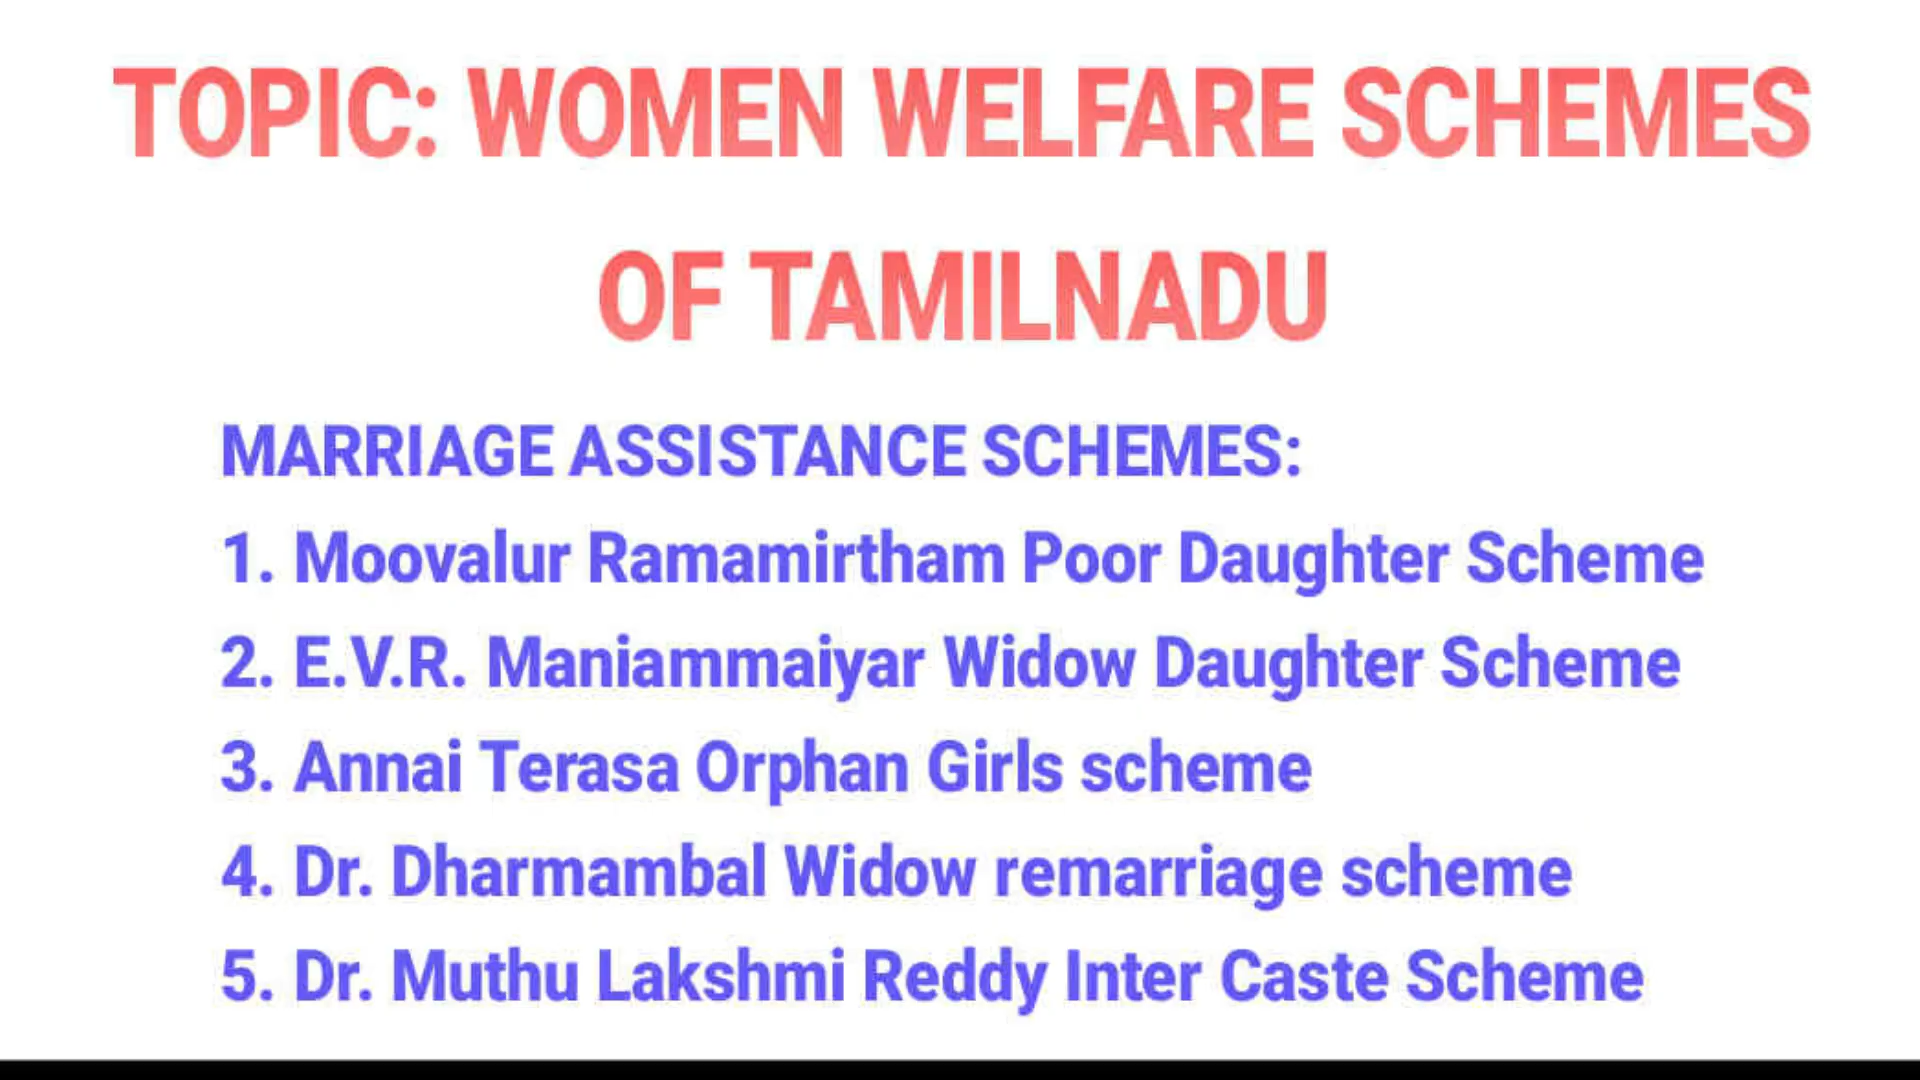 TOPIC: WOMEN WELFARE SCHEMES
OF TAMILNADU
MARRIAGE ASSISTANCE SCHEMES:
1. Moovalur Ramamirtham Poor Daughter Scheme
2. E.V.R. Maniammaiyar Widow Daughter Scheme
3. Annai Terasa Orphan Girls scheme
4. Dr. Dharmambal Widow remarriage scheme
5. Dr. Muthu Lakshmi Reddy Inter Caste Scheme